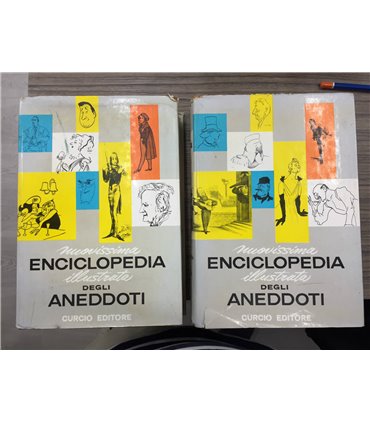 nuovissima
ENCICLOPEDIA
illustrata
DEGLI
ANEDDOTI
CURCIO EDITORE
nuovissima
ENCICLOPEDIA
illustrata
DEGLI
ANEDDOTI
CURCIO EDITORE